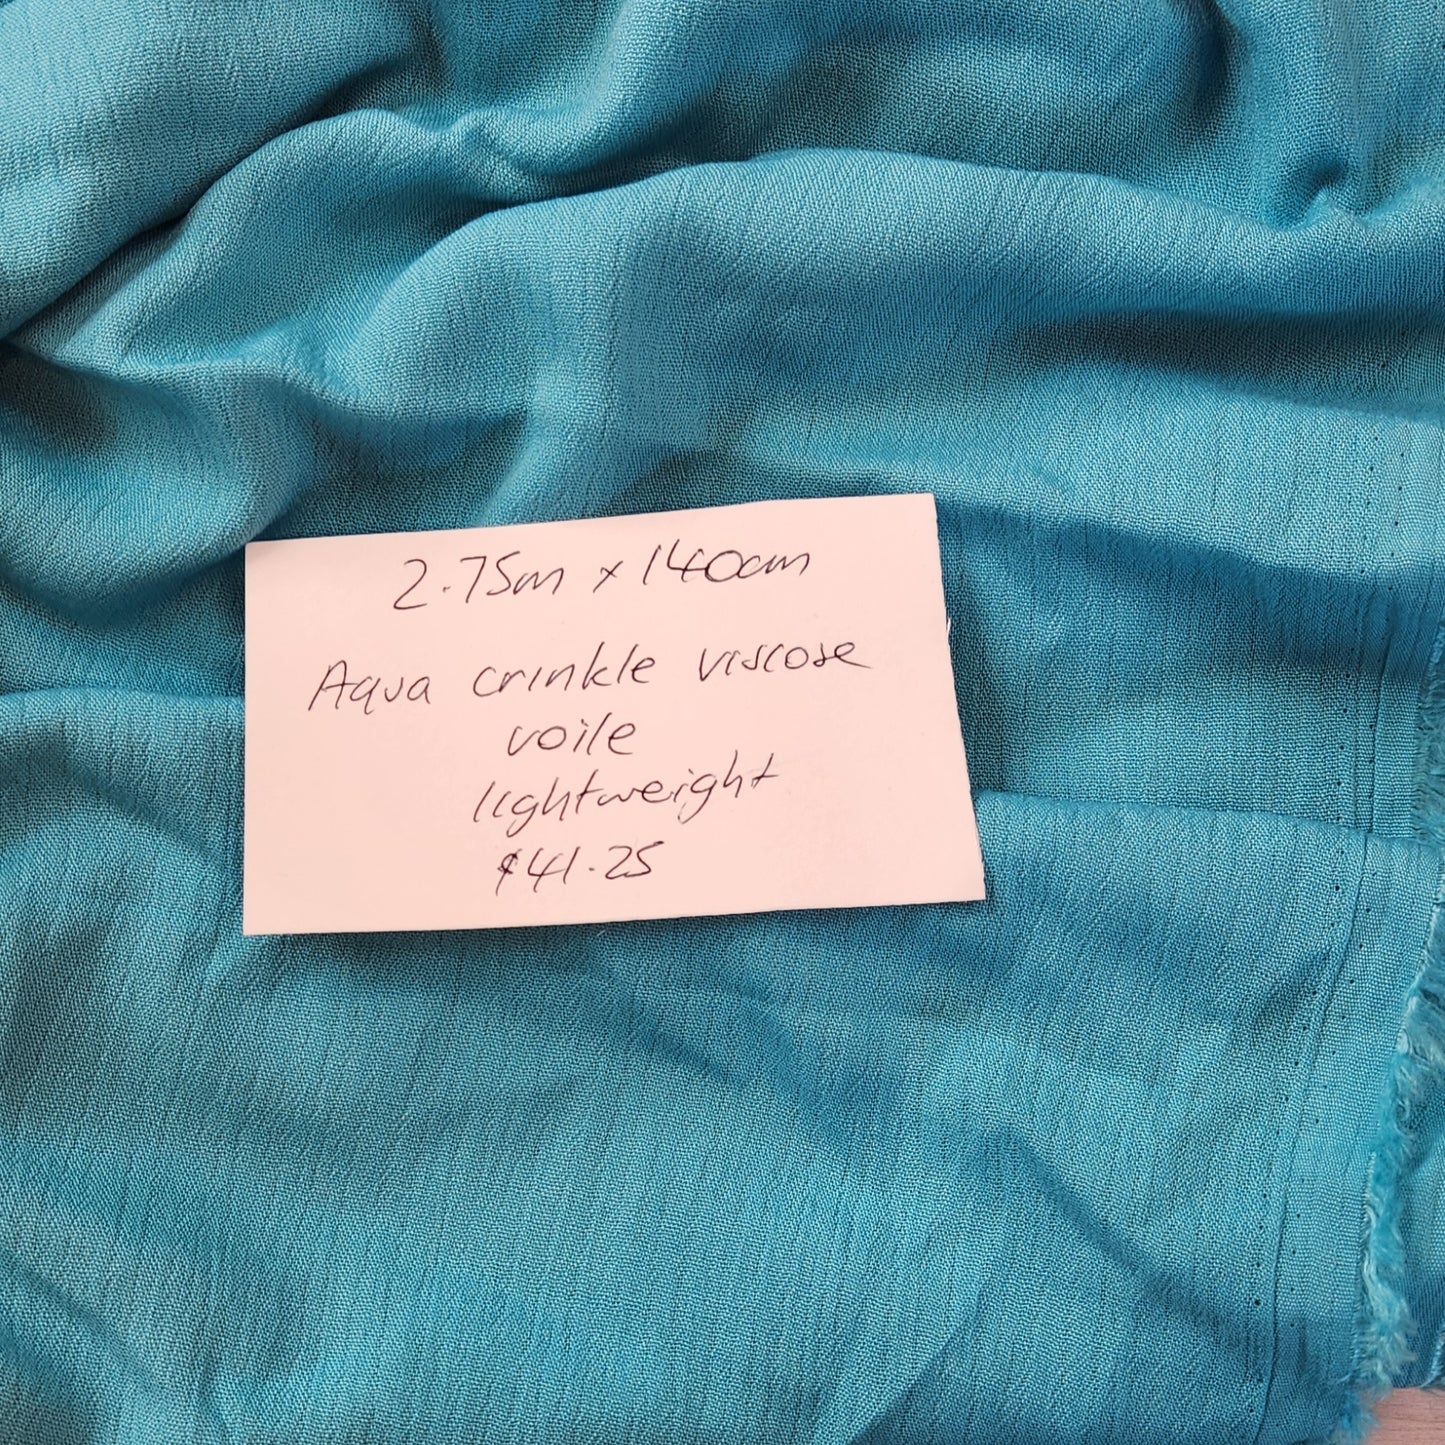 2.75m x 140cm
Aqua crinkle viscose
voile
lightweight
$41.25